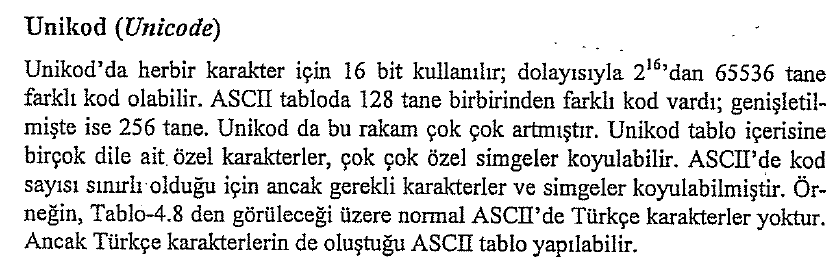 Unikod (Unicode)
Unikod'da herbir karakter için 16 bit kullanılır; dolayısıyla 2¹⁶'dan 65536 tane
farklı kod olabilir. ASCII tabloda 128 tane birbirinden farklı kod vardı; genişletil-
mişte ise 256 tane. Unikod da bu rakam çok çok artmıştır. Unikod tablo içerisine
birçok dile ait özel karakterler, çok çok özel simgeler koyulabilir. ASCII'de kod
sayısı sınırlı olduğu için ancak gerekli karakterler ve simgeler koyulabilmiştir. Ör-
neğin, Tablo-4.8 den görüleceği üzere normal ASCII'de Türkçe karakterler yoktur.
Ancak Türkçe karakterlerin de oluştuğu ASCII tablo yapılabilir.